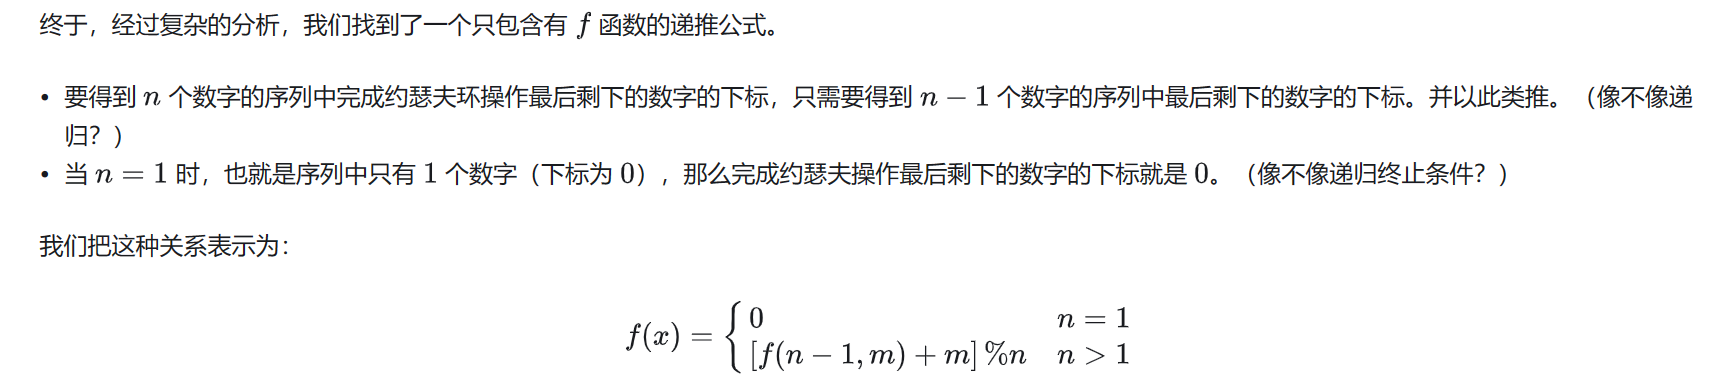 终于，经过复杂的分析，我们找到了一个只包含有 f 函数的递推公式。
• 要得到 n 个数字的序列中完成约瑟夫环操作最后剩下的数字的下标，只需要得到 n − 1 个数字的序列中最后剩下的数字的下标。并以此类推。（像不像递
归？）
• 当 n = 1 时，也就是序列中只有 1 个数字（下标为 0），那么完成约瑟夫操作最后剩下的数字的下标就是 0。（像不像递归终止条件？）
我们把这种关系表示为：
f(x) = { 0 n = 1
[f(n − 1, m) + m] %n n > 1